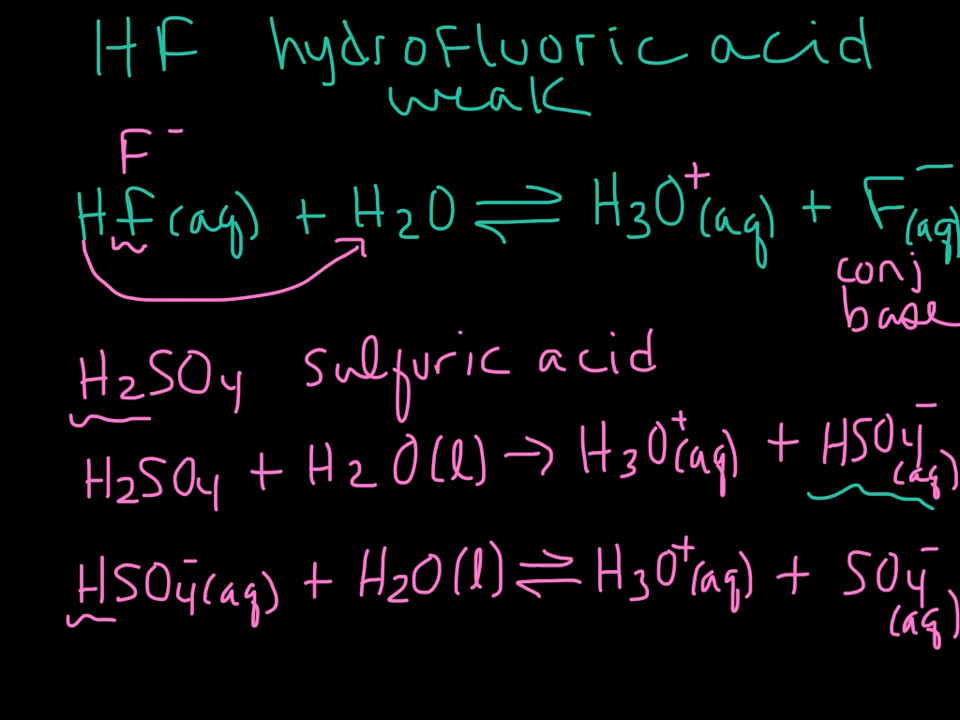 HF hydrofluoric acid
weak
F⁻
HF(aq) + H2O ⇌ H3O⁺(aq) + F⁻(aq)
conj
base
H2SO4 sulfuric acid
H2SO4 + H2O(l) → H3O⁺(aq) + HSO4⁻(aq)
HSO4⁻(aq) + H2O(l) ⇌ H3O⁺(aq) + SO4⁻(aq)